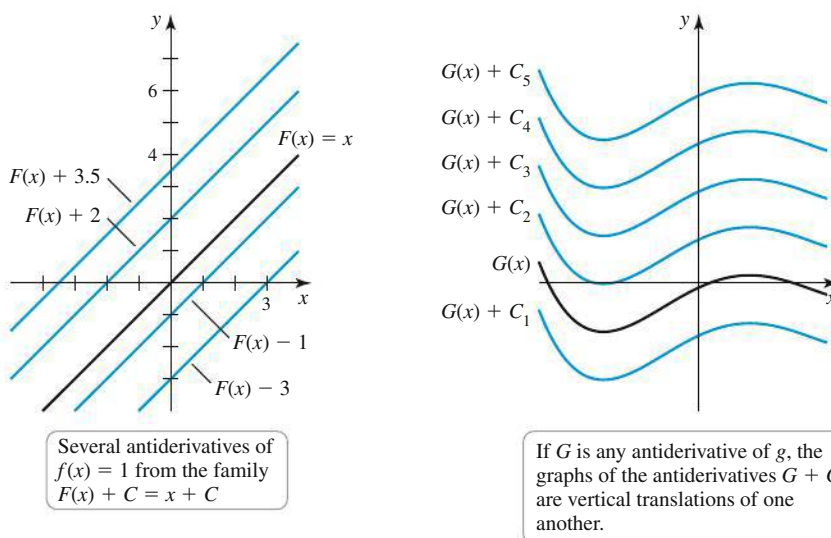 y
6
4
F(x) = x
F(x) + 3.5
F(x) + 2
3
x
F(x) − 1
F(x) − 3
Several antiderivatives of
f(x) = 1 from the family
F(x) + C = x + C
y
G(x) + C₅
G(x) + C₄
G(x) + C₃
G(x) + C₂
G(x)
G(x) + C₁
x
If G is any antiderivative of g, the
graphs of the antiderivatives G + C
are vertical translations of one
another.